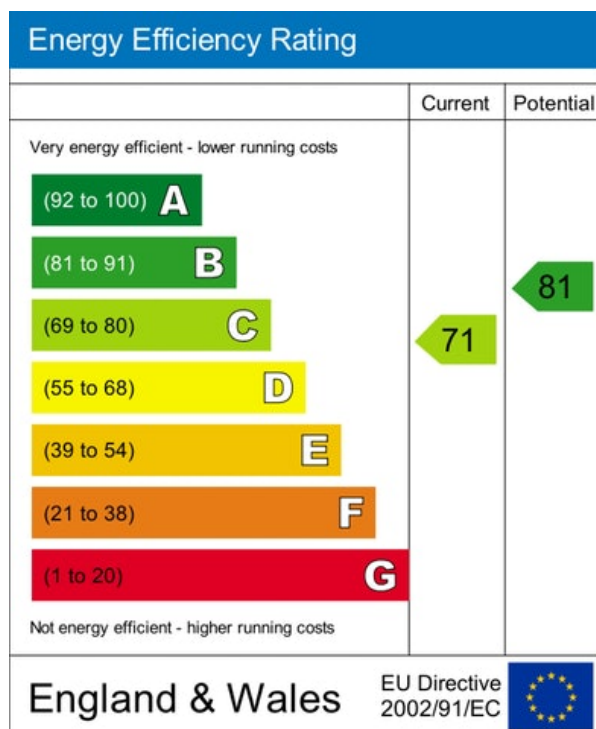 Energy Efficiency Rating
Current Potential
Very energy efficient - lower running costs
(92 to 100) A
(81 to 91) B
81
(69 to 80) C
71
(55 to 68) D
(39 to 54) E
(21 to 38) F
(1 to 20) G
Not energy efficient - higher running costs
England & Wales
EU Directive
2002/91/EC